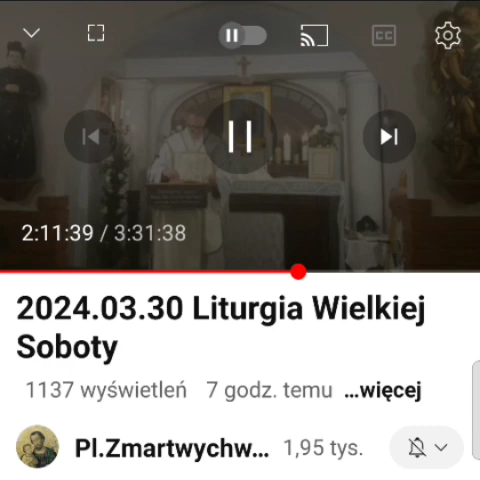 CC
2:11:39 / 3:31:38
2024.03.30 Liturgia Wielkiej
Soboty
1137 wyświetleń 7 godz. temu ...więcej
Pl.Zmartwychw... 1,95 tys.